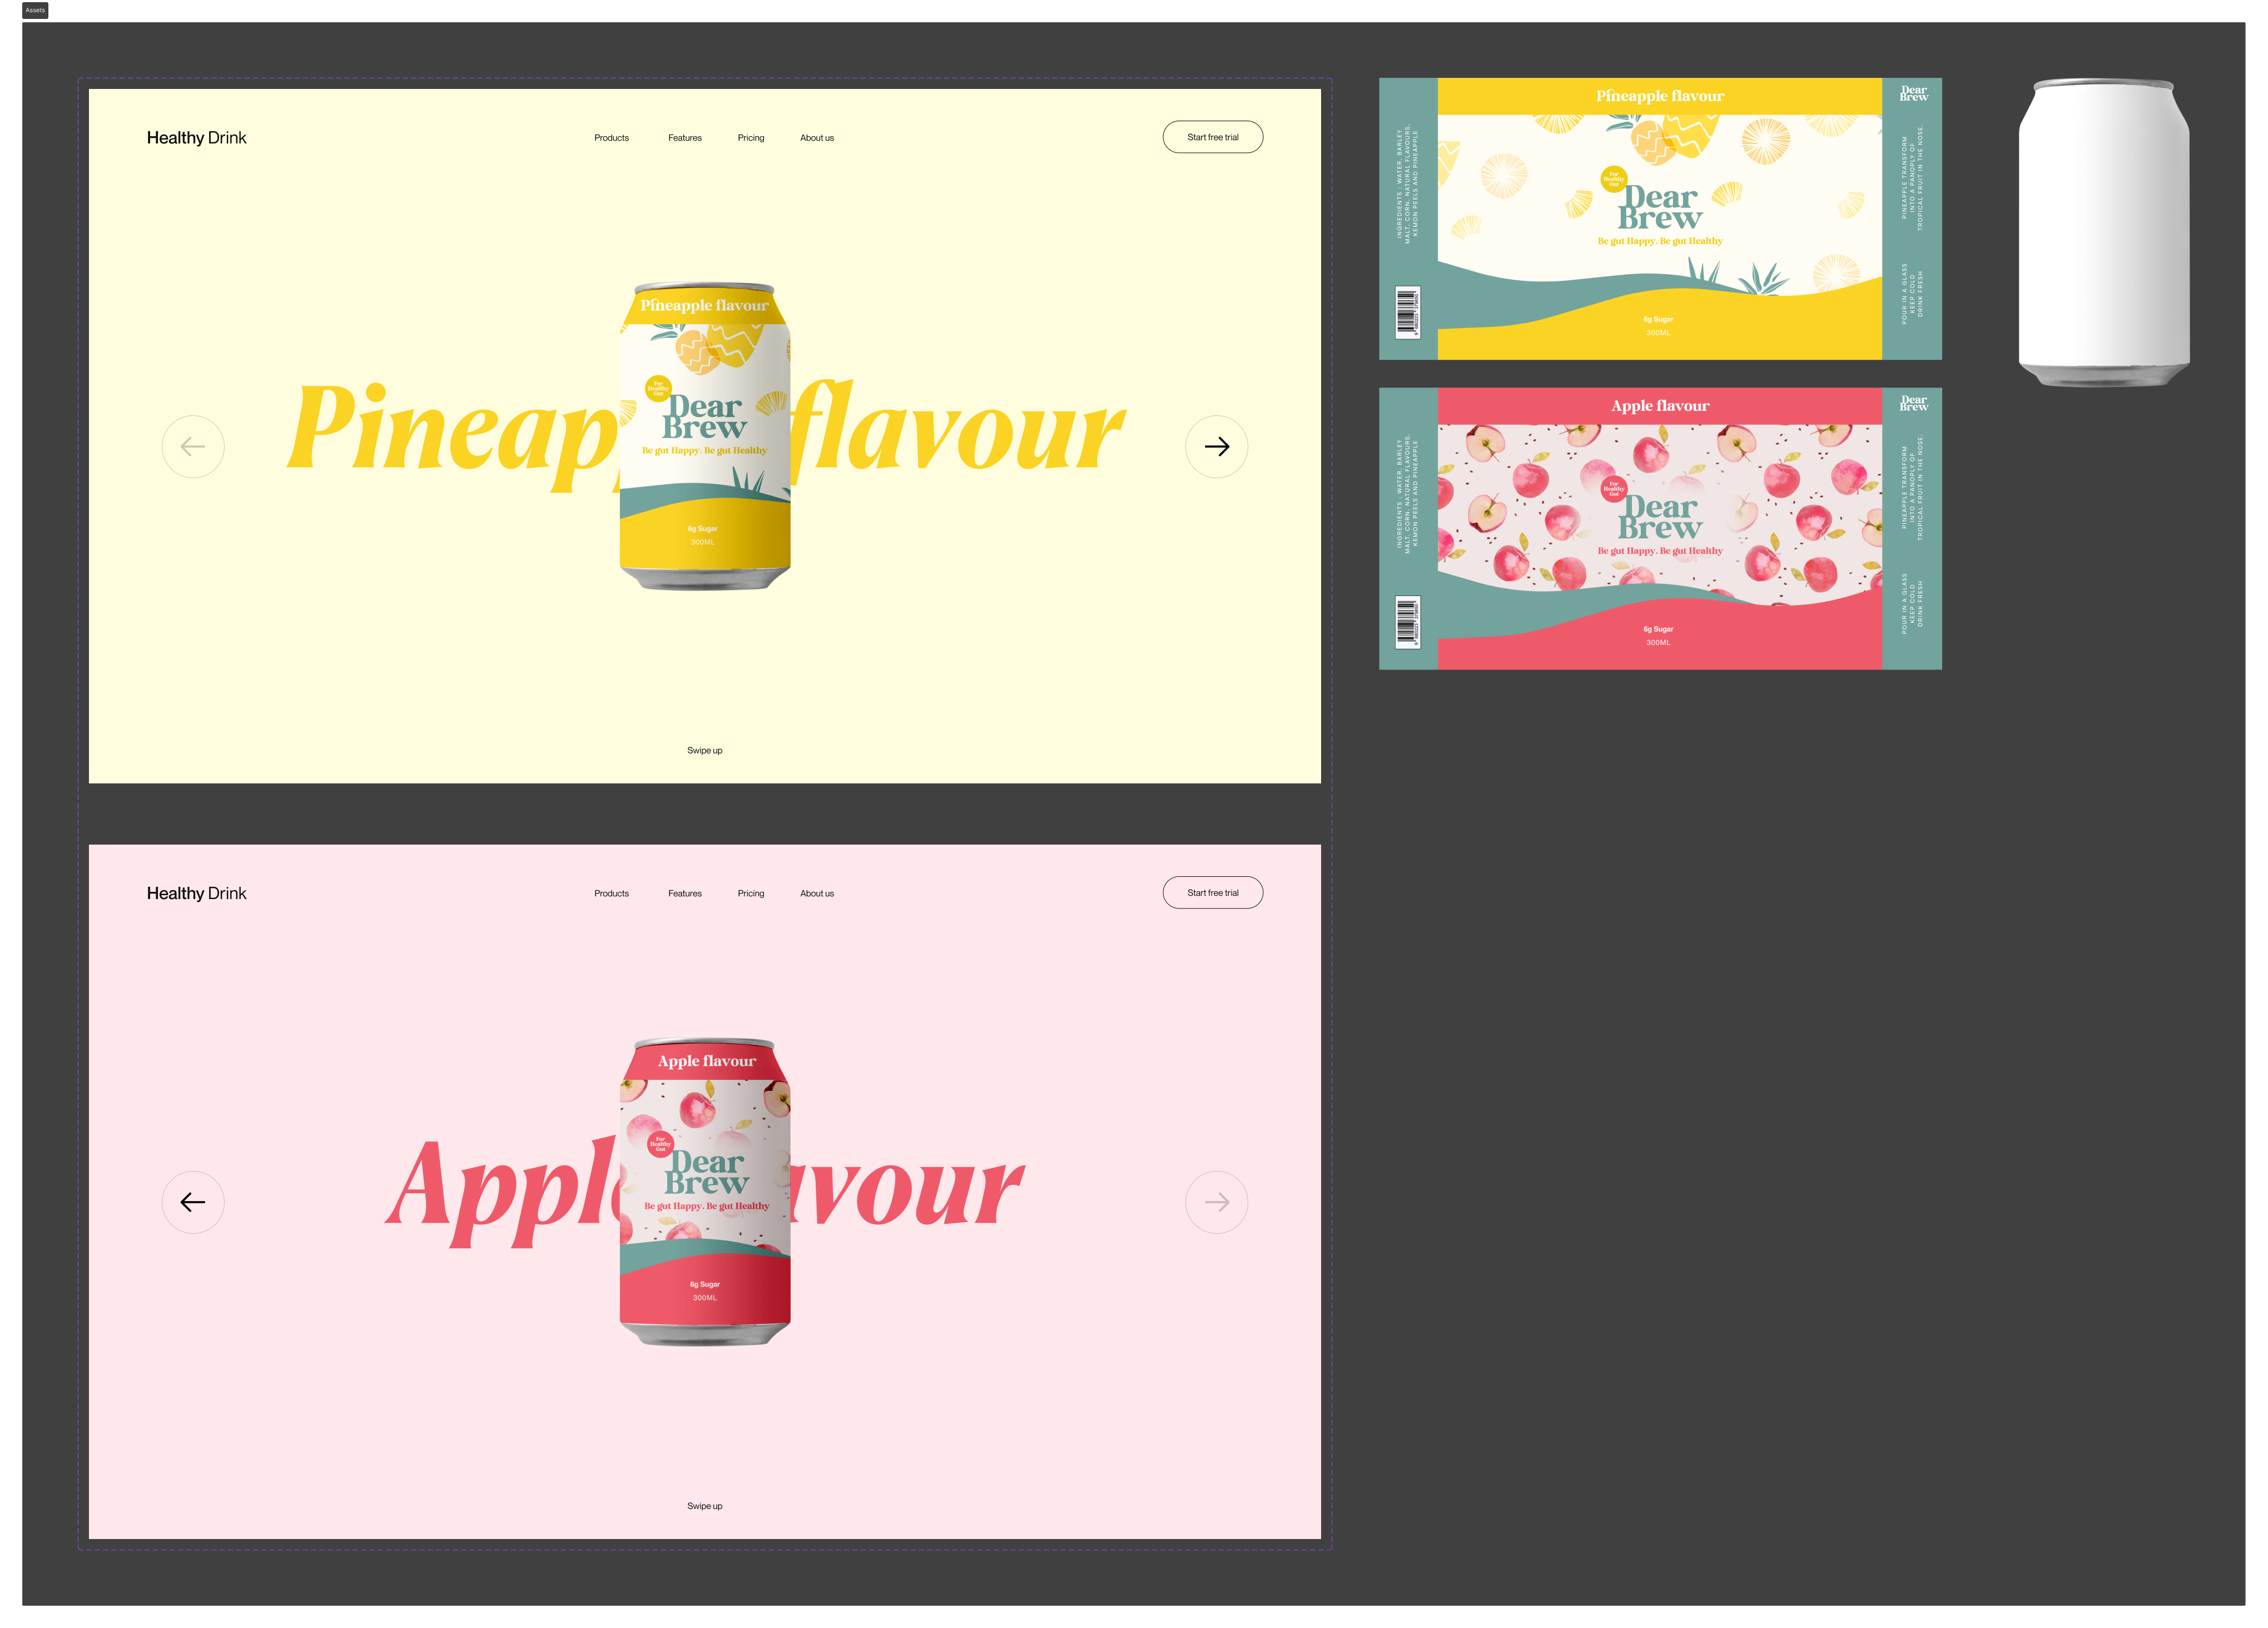 Assets
Healthy Drink
Products
Features
Pricing
About us
Start free trial
Pineapple flavour
For
Healthy
Gut
Dear
Brew
Be gut Happy. Be gut Healthy
6g Sugar
300ML
Pineap flavour
Swipe up
Healthy Drink
Products
Features
Pricing
About us
Start free trial
Apple flavour
For
Healthy
Gut
Dear
Brew
Be gut Happy. Be gut Healthy
6g Sugar
300ML
Appl avour
Swipe up
INGREDIENTS : WATER, BARLEY
MALT, CORN, NATURAL FLAVOURS,
KEMON PEELS AND PINEAPPLE
Pineapple flavour
For
Healthy
Gut
Dear
Brew
Be gut Happy. Be gut Healthy
6g Sugar
300ML
Dear
Brew
PINEAPPLE TRANSFORM
INTO A PANOPLY OF
TROPICAL FRUIT IN THE NOSE.
POUR IN A GLASS
KEEP COLD
DRINK FRESH
INGREDIENTS : WATER, BARLEY
MALT, CORN, NATURAL FLAVOURS,
KEMON PEELS AND PINEAPPLE
Apple flavour
For
Healthy
Gut
Dear
Brew
Be gut Happy. Be gut Healthy
6g Sugar
300ML
Dear
Brew
PINEAPPLE TRANSFORM
INTO A PANOPLY OF
TROPICAL FRUIT IN THE NOSE.
POUR IN A GLASS
KEEP COLD
DRINK FRESH